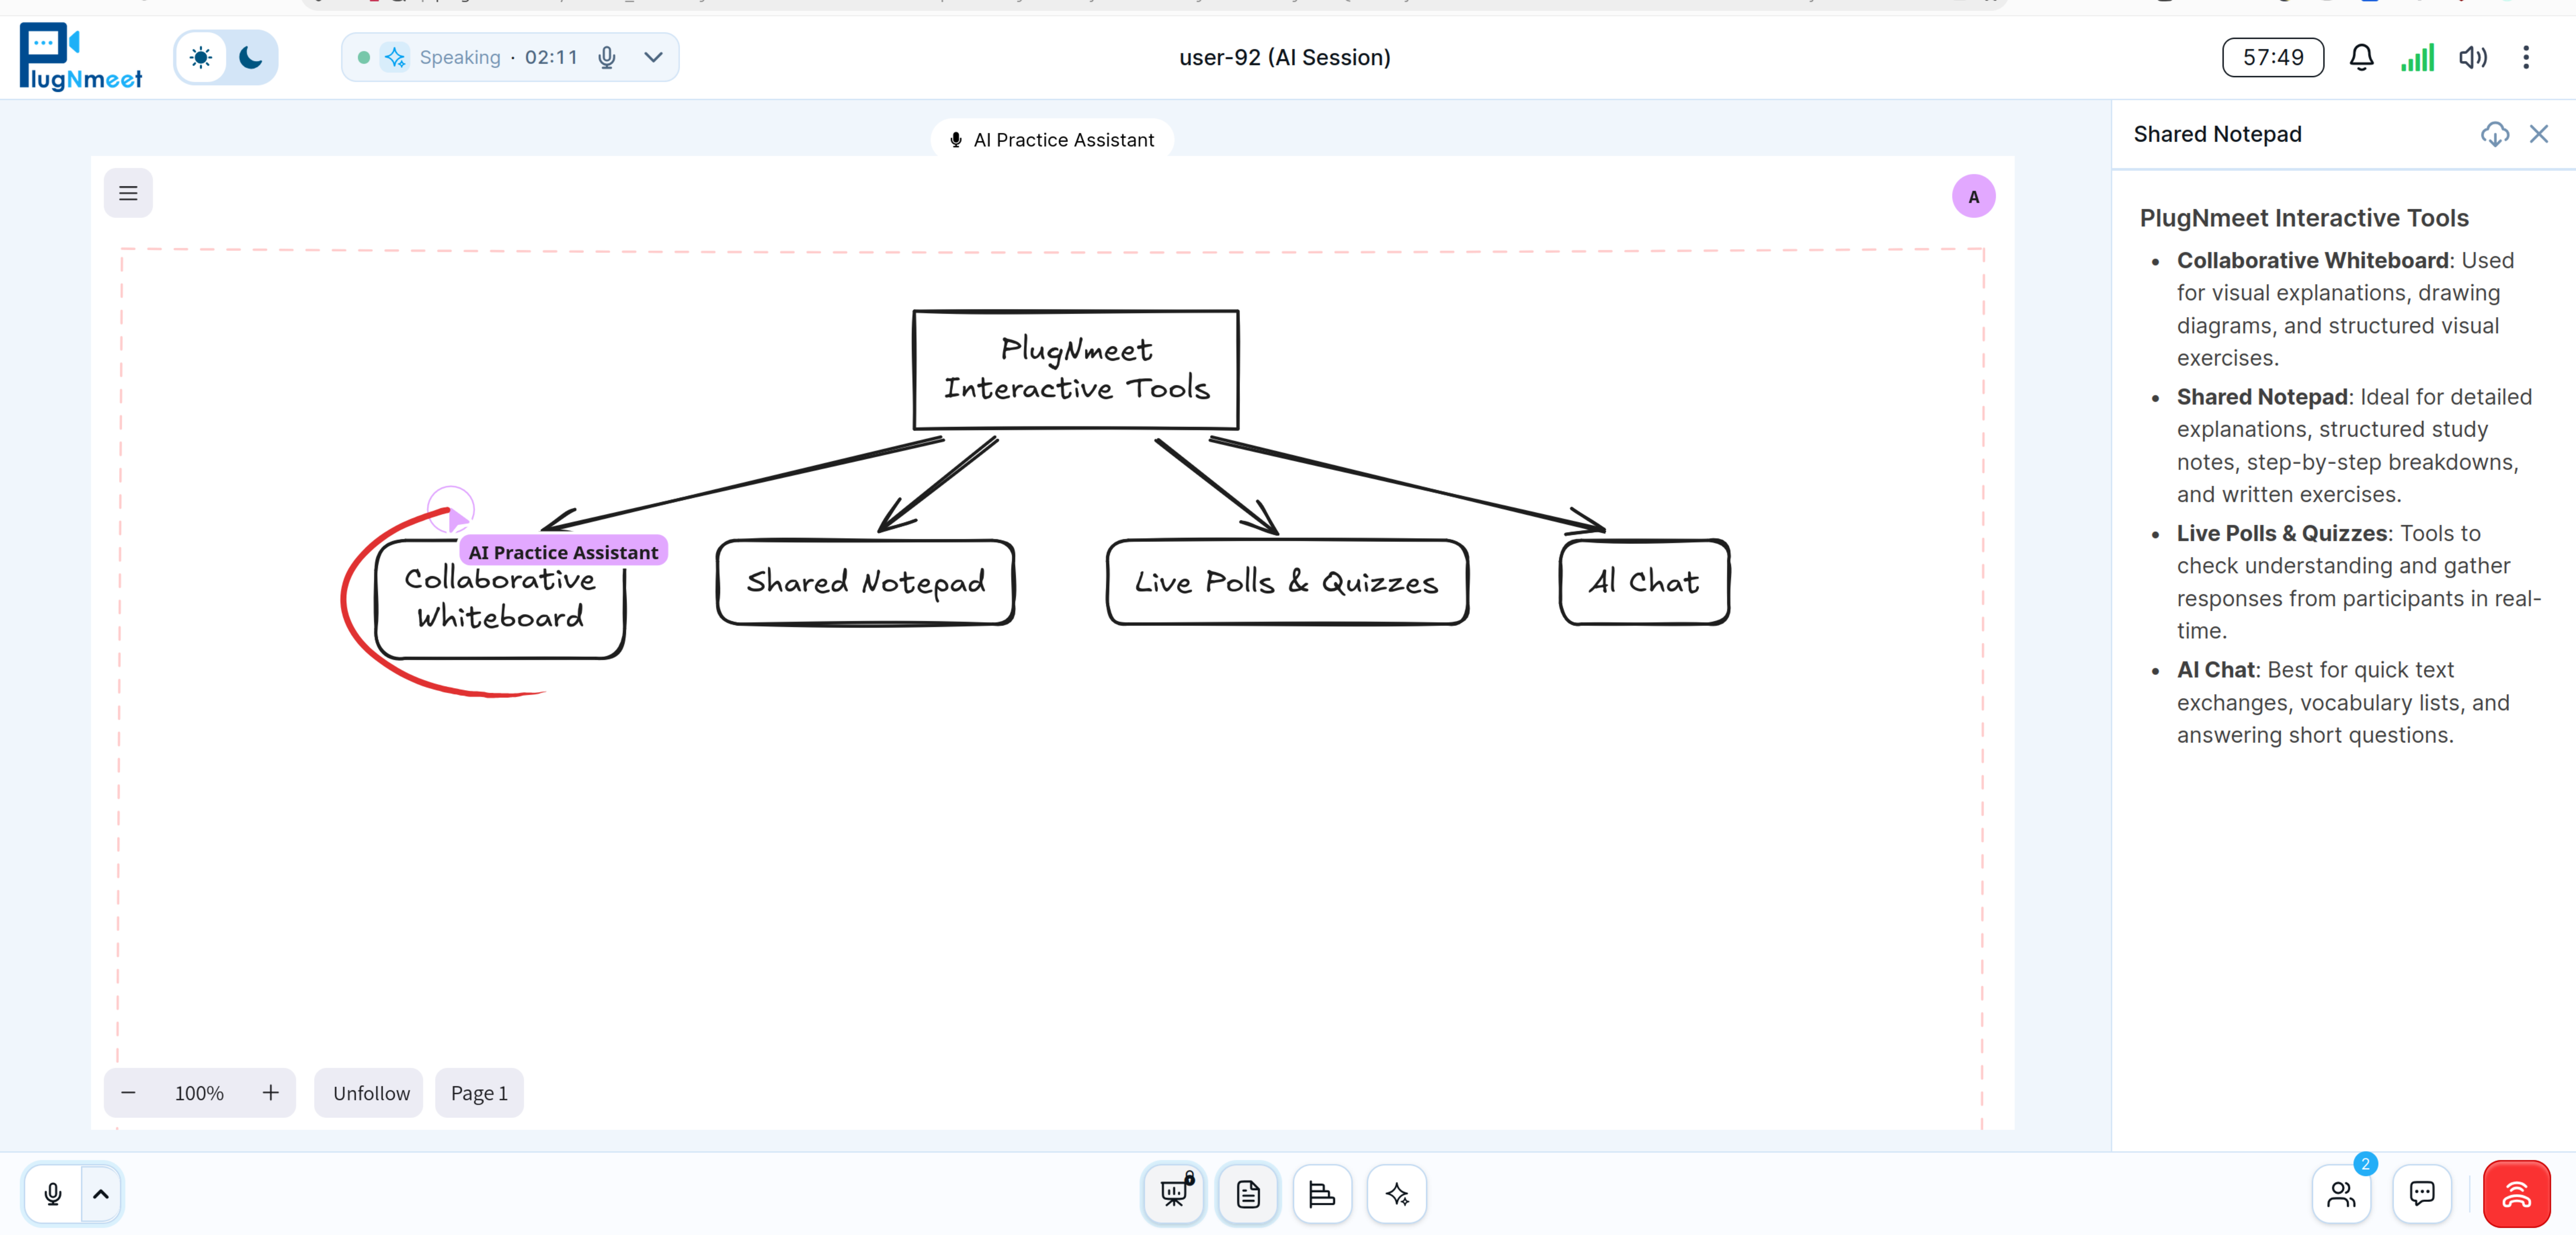 PlugNmeet
Speaking · 02:11
user-92 (AI Session)
57:49
AI Practice Assistant
A
PlugNmeet
Interactive Tools
AI Practice Assistant
Collaborative
Whiteboard
Shared Notepad
Live Polls & Quizzes
AI Chat
100%
Unfollow
Page 1
Shared Notepad
PlugNmeet Interactive Tools
• Collaborative Whiteboard: Used
for visual explanations, drawing
diagrams, and structured visual
exercises.
• Shared Notepad: Ideal for detailed
explanations, structured study
notes, step-by-step breakdowns,
and written exercises.
• Live Polls & Quizzes: Tools to
check understanding and gather
responses from participants in real-
time.
• AI Chat: Best for quick text
exchanges, vocabulary lists, and
answering short questions.
2